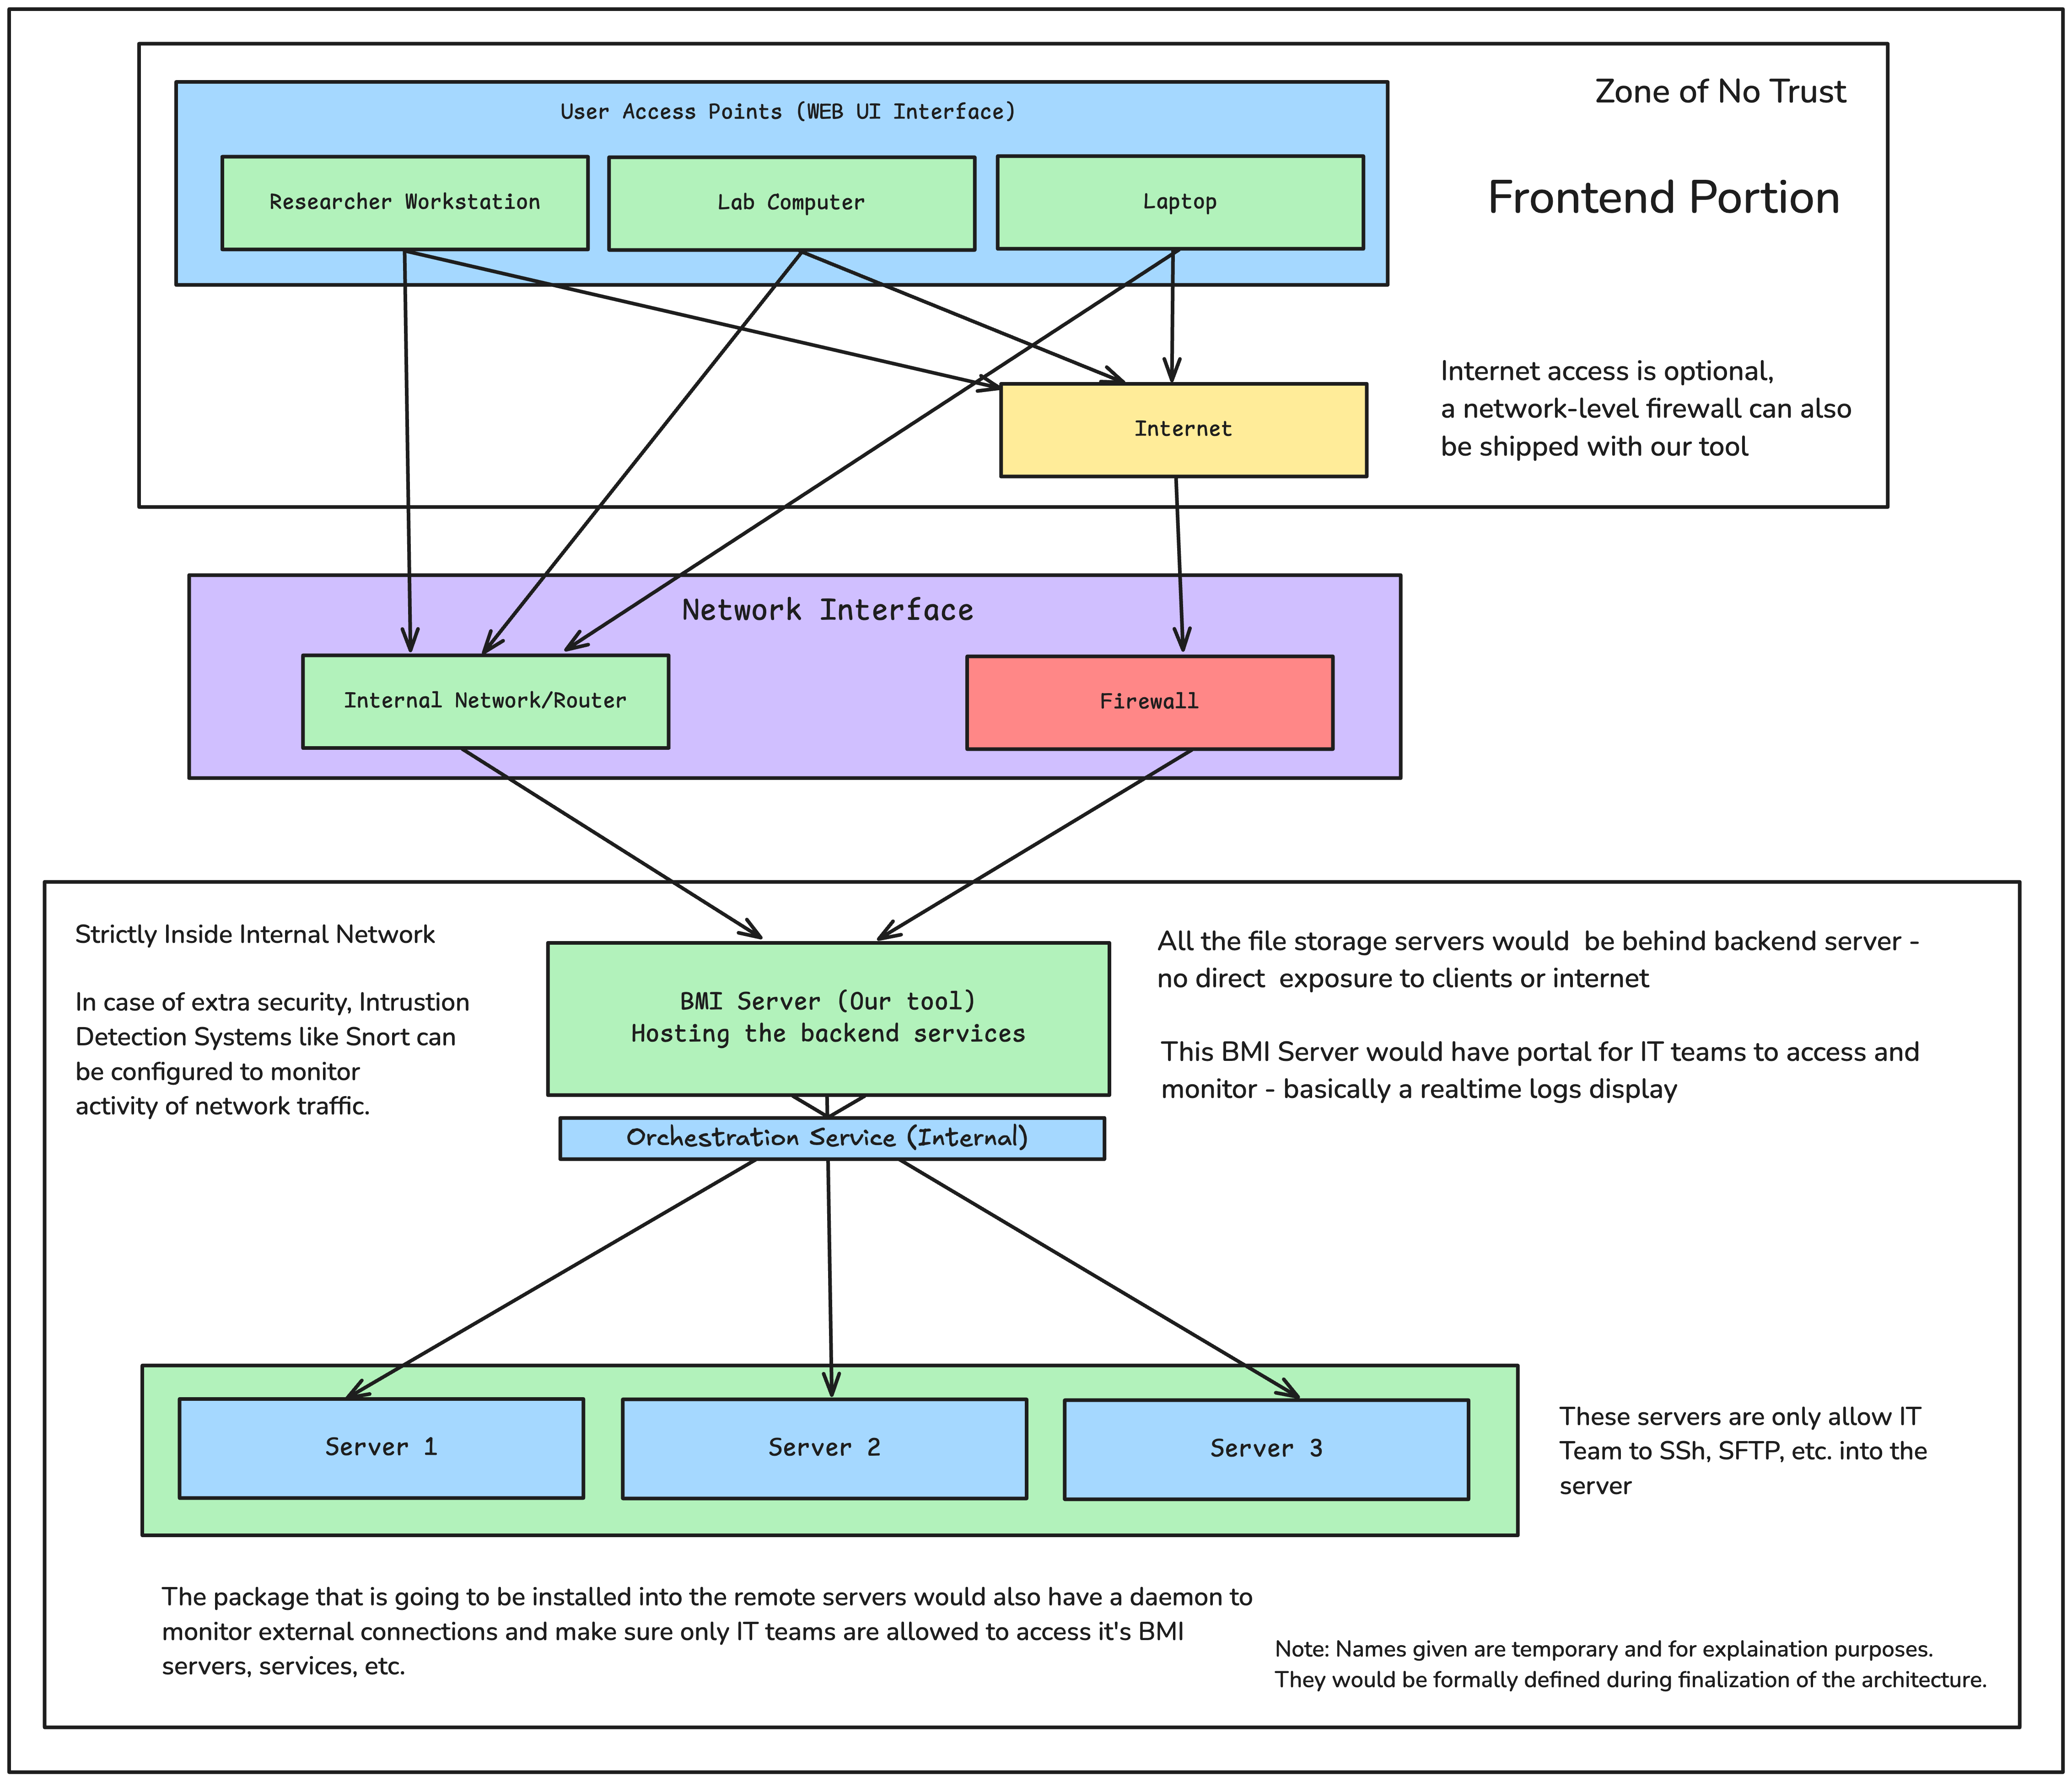 Zone of No Trust
User Access Points (WEB UI Interface)
Frontend Portion
Researcher Workstation
Lab Computer
Laptop
Internet access is optional,
a network-level firewall can also
be shipped with our tool
Internet
Network Interface
Internal Network/Router
Firewall
Strictly Inside Internal Network
In case of extra security, Intrustion
Detection Systems like Snort can
be configured to monitor
activity of network traffic.
BMI Server (Our tool)
Hosting the backend services
All the file storage servers would  be behind backend server -
no direct  exposure to clients or internet
This BMI Server would have portal for IT teams to access and
monitor - basically a realtime logs display
Orchestration Service (Internal)
Server 1
Server 2
Server 3
These servers are only allow IT
Team to SSh, SFTP, etc. into the
server
The package that is going to be installed into the remote servers would also have a daemon to
monitor external connections and make sure only IT teams are allowed to access it's BMI
servers, services, etc.
Note: Names given are temporary and for explaination purposes.
They would be formally defined during finalization of the architecture.